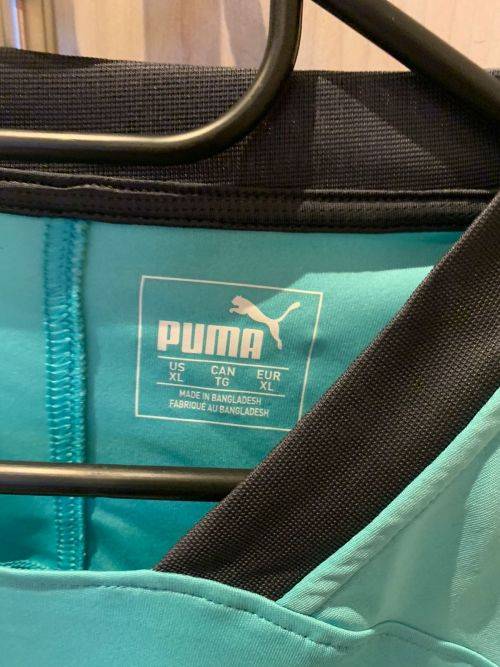 PUMA
US CAN EUR
XL TG XL
MADE IN BANGLADESH
FABRIQUÉ AU BANGLADESH